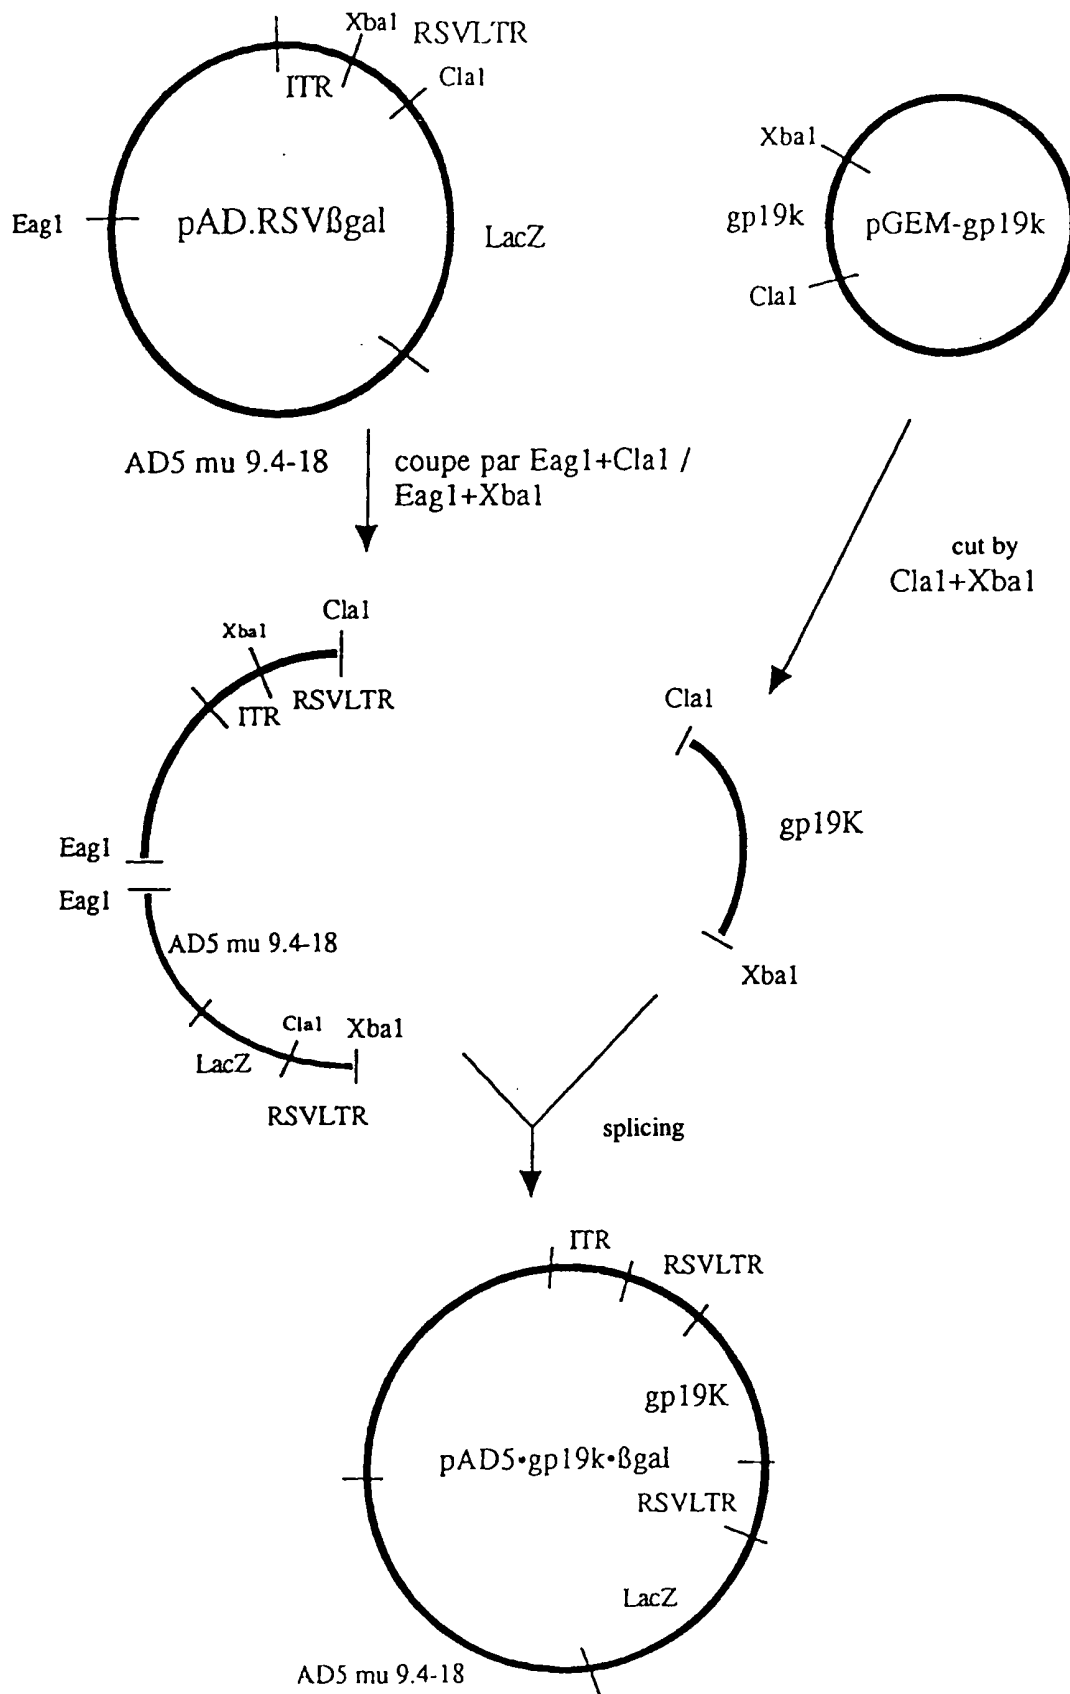 Xba1
RSVLTR
ITR
Cla1
Eag1
pAD.RSVßgal
LacZ
Xba1
gp19k
pGEM-gp19k
Cla1
AD5 mu 9.4-18
coupe par Eag1+Cla1 /
Eag1+Xba1
cut by
Cla1+Xba1
Cla1
Xba1
RSVLTR
ITR
Eag1
Eag1
AD5 mu 9.4-18
Cla1
Xba1
LacZ
RSVLTR
Cla1
gp19K
Xba1
splicing
ITR
RSVLTR
gp19K
pAD5•gp19k•ßgal
RSVLTR
LacZ
AD5 mu 9.4-18